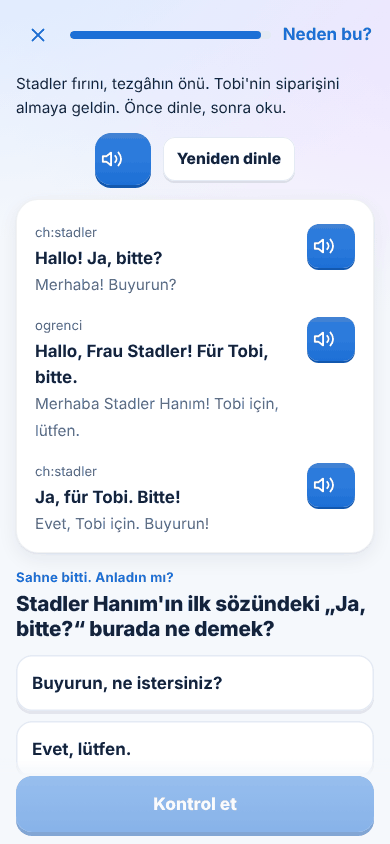 Neden bu?
Stadler fırını, tezgâhın önü. Tobi'nin siparişini
almaya geldin. Önce dinle, sonra oku.
Yeniden dinle
ch:stadler
Hallo! Ja, bitte?
Merhaba! Buyurun?
ogrenci
Hallo, Frau Stadler! Für Tobi,
bitte.
Merhaba Stadler Hanım! Tobi için,
lütfen.
ch:stadler
Ja, für Tobi. Bitte!
Evet, Tobi için. Buyurun!
Sahne bitti. Anladın mı?
Stadler Hanım'ın ilk sözündeki „Ja,
bitte?“ burada ne demek?
Buyurun, ne istersiniz?
Evet, lütfen.
Kontrol et